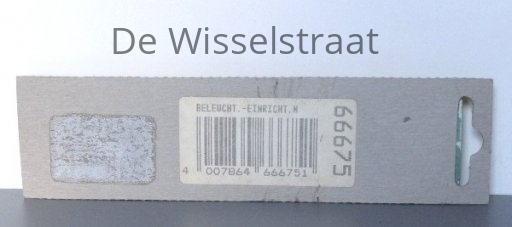 De Wisselstraat
BELEUCHT.-EINRICHT.N
4 007864 666751
66675